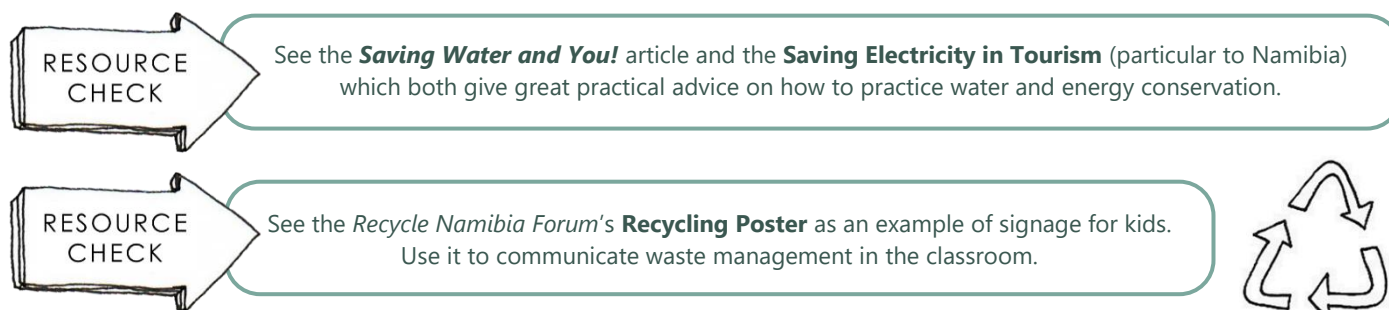 RESOURCE
CHECK
See the Saving Water and You! article and the Saving Electricity in Tourism (particular to Namibia)
which both give great practical advice on how to practice water and energy conservation.
RESOURCE
CHECK
See the Recycle Namibia Forum's Recycling Poster as an example of signage for kids.
Use it to communicate waste management in the classroom.